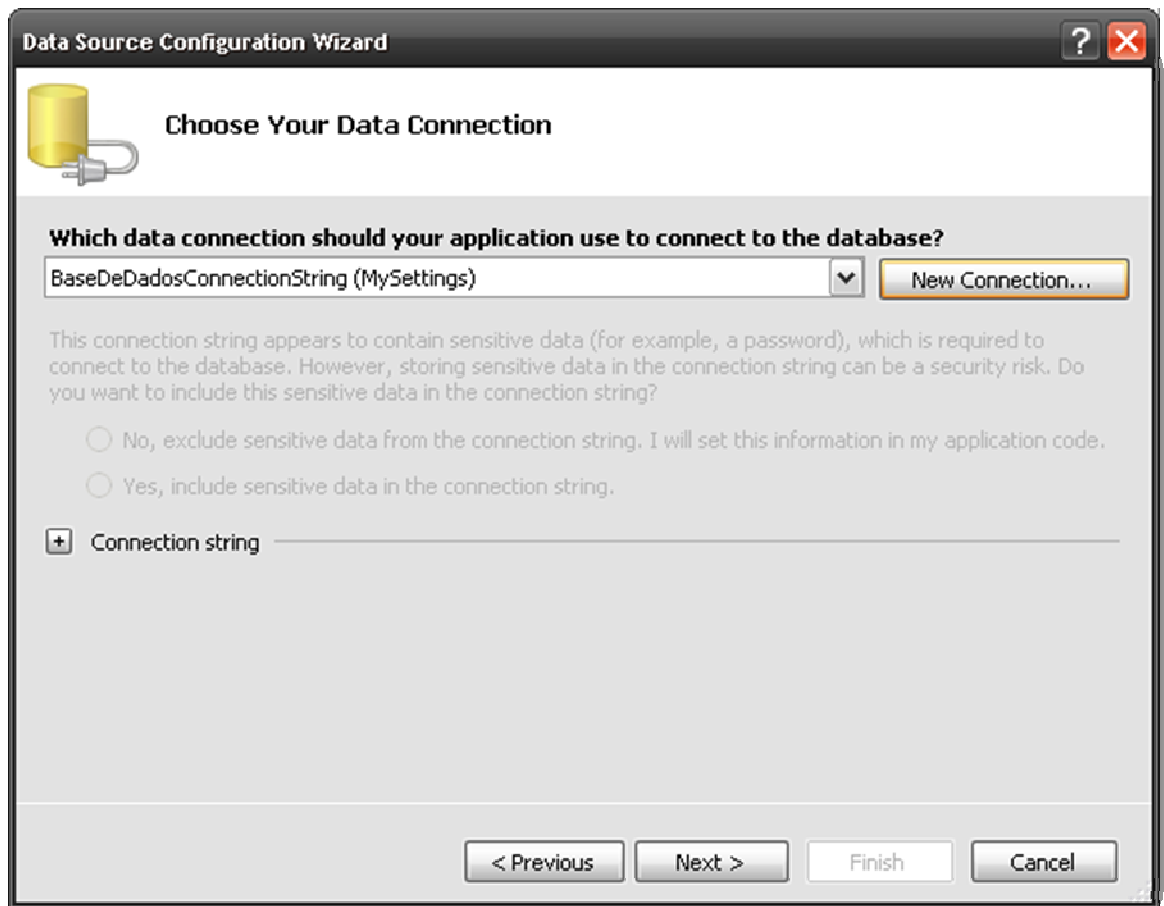 Data Source Configuration Wizard
?
Choose Your Data Connection
Which data connection should your application use to connect to the database?
BaseDeDadosConnectionString (MySettings)
New Connection...
This connection string appears to contain sensitive data (for example, a password), which is required to
connect to the database. However, storing sensitive data in the connection string can be a security risk. Do
you want to include this sensitive data in the connection string?
No, exclude sensitive data from the connection string. I will set this information in my application code.
Yes, include sensitive data in the connection string.
+ Connection string
< Previous
Next >
Finish
Cancel